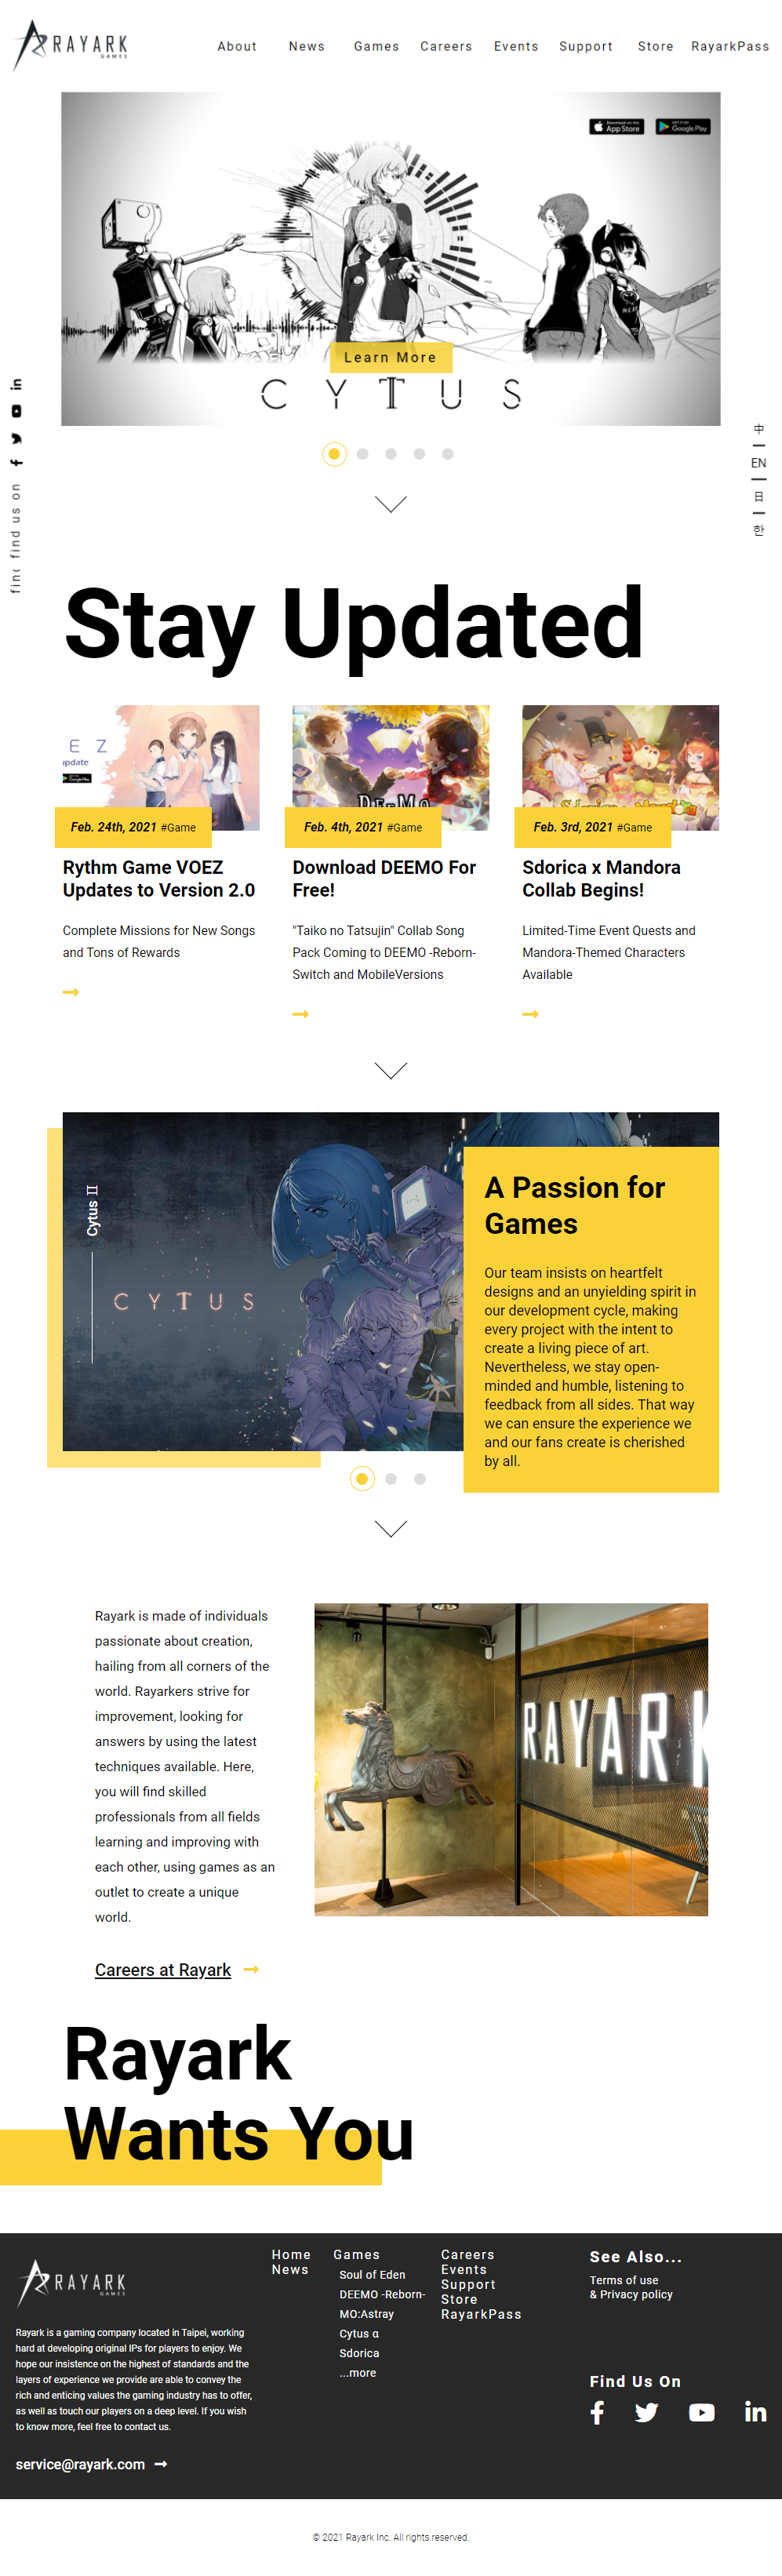 RAYARK
GAMES
About News Games Careers Events Support Store RayarkPass
Download on the App Store GET IT ON Google Play
Learn More
CYTUS
find us on
中
EN
日
한
Stay Updated
EZ
update
Google Play
Feb. 24th, 2021 #Game
Rythm Game VOEZ
Updates to Version 2.0
Complete Missions for New Songs
and Tons of Rewards
DEEMO
Feb. 4th, 2021 #Game
Download DEEMO For
Free!
"Taiko no Tatsujin" Collab Song
Pack Coming to DEEMO -Reborn-
Switch and MobileVersions
Feb. 3rd, 2021 #Game
Sdorica x Mandora
Collab Begins!
Limited-Time Event Quests and
Mandora-Themed Characters
Available
Cytus II
CYTUS
A Passion for
Games
Our team insists on heartfelt
designs and an unyielding spirit in
our development cycle, making
every project with the intent to
create a living piece of art.
Nevertheless, we stay open-
minded and humble, listening to
feedback from all sides. That way
we can ensure the experience we
and our fans create is cherished
by all.
Rayark is made of individuals
passionate about creation,
hailing from all corners of the
world. Rayarkers strive for
improvement, looking for
answers by using the latest
techniques available. Here,
you will find skilled
professionals from all fields
learning and improving with
each other, using games as an
outlet to create a unique
world.
RAYARK
Careers at Rayark
Rayark
Wants You
RAYARK
GAMES
Rayark is a gaming company located in Taipei, working
hard at developing original IPs for players to enjoy. We
hope our insistence on the highest of standards and the
layers of experience we provide are able to convey the
rich and enticing values the gaming industry has to offer,
as well as touch our players on a deep level. If you wish
to know more, feel free to contact us.
service@rayark.com
Home
News
Games
Soul of Eden
DEEMO -Reborn-
MO:Astray
Cytus α
Sdorica
...more
Careers
Events
Support
Store
RayarkPass
See Also...
Terms of use
& Privacy policy
Find Us On
© 2021 Rayark Inc. All rights reserved.